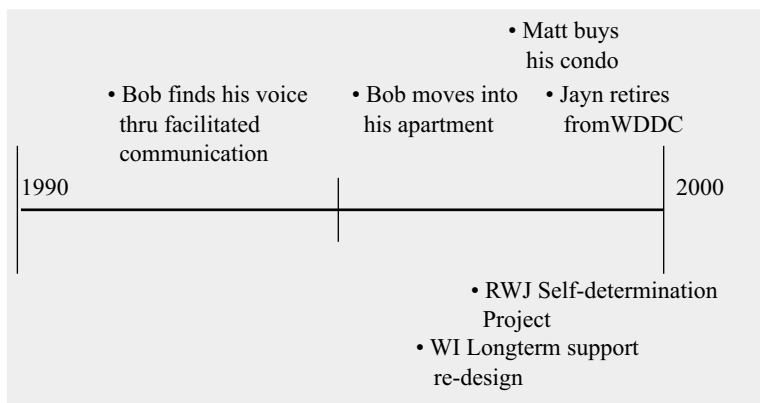 • Matt buys
his condo
• Bob finds his voice
thru facilitated
communication
• Bob moves into
his apartment
• Jayn retires
fromWDDC
1990
2000
• RWJ Self-determination
Project
• WI Longterm support
re-design